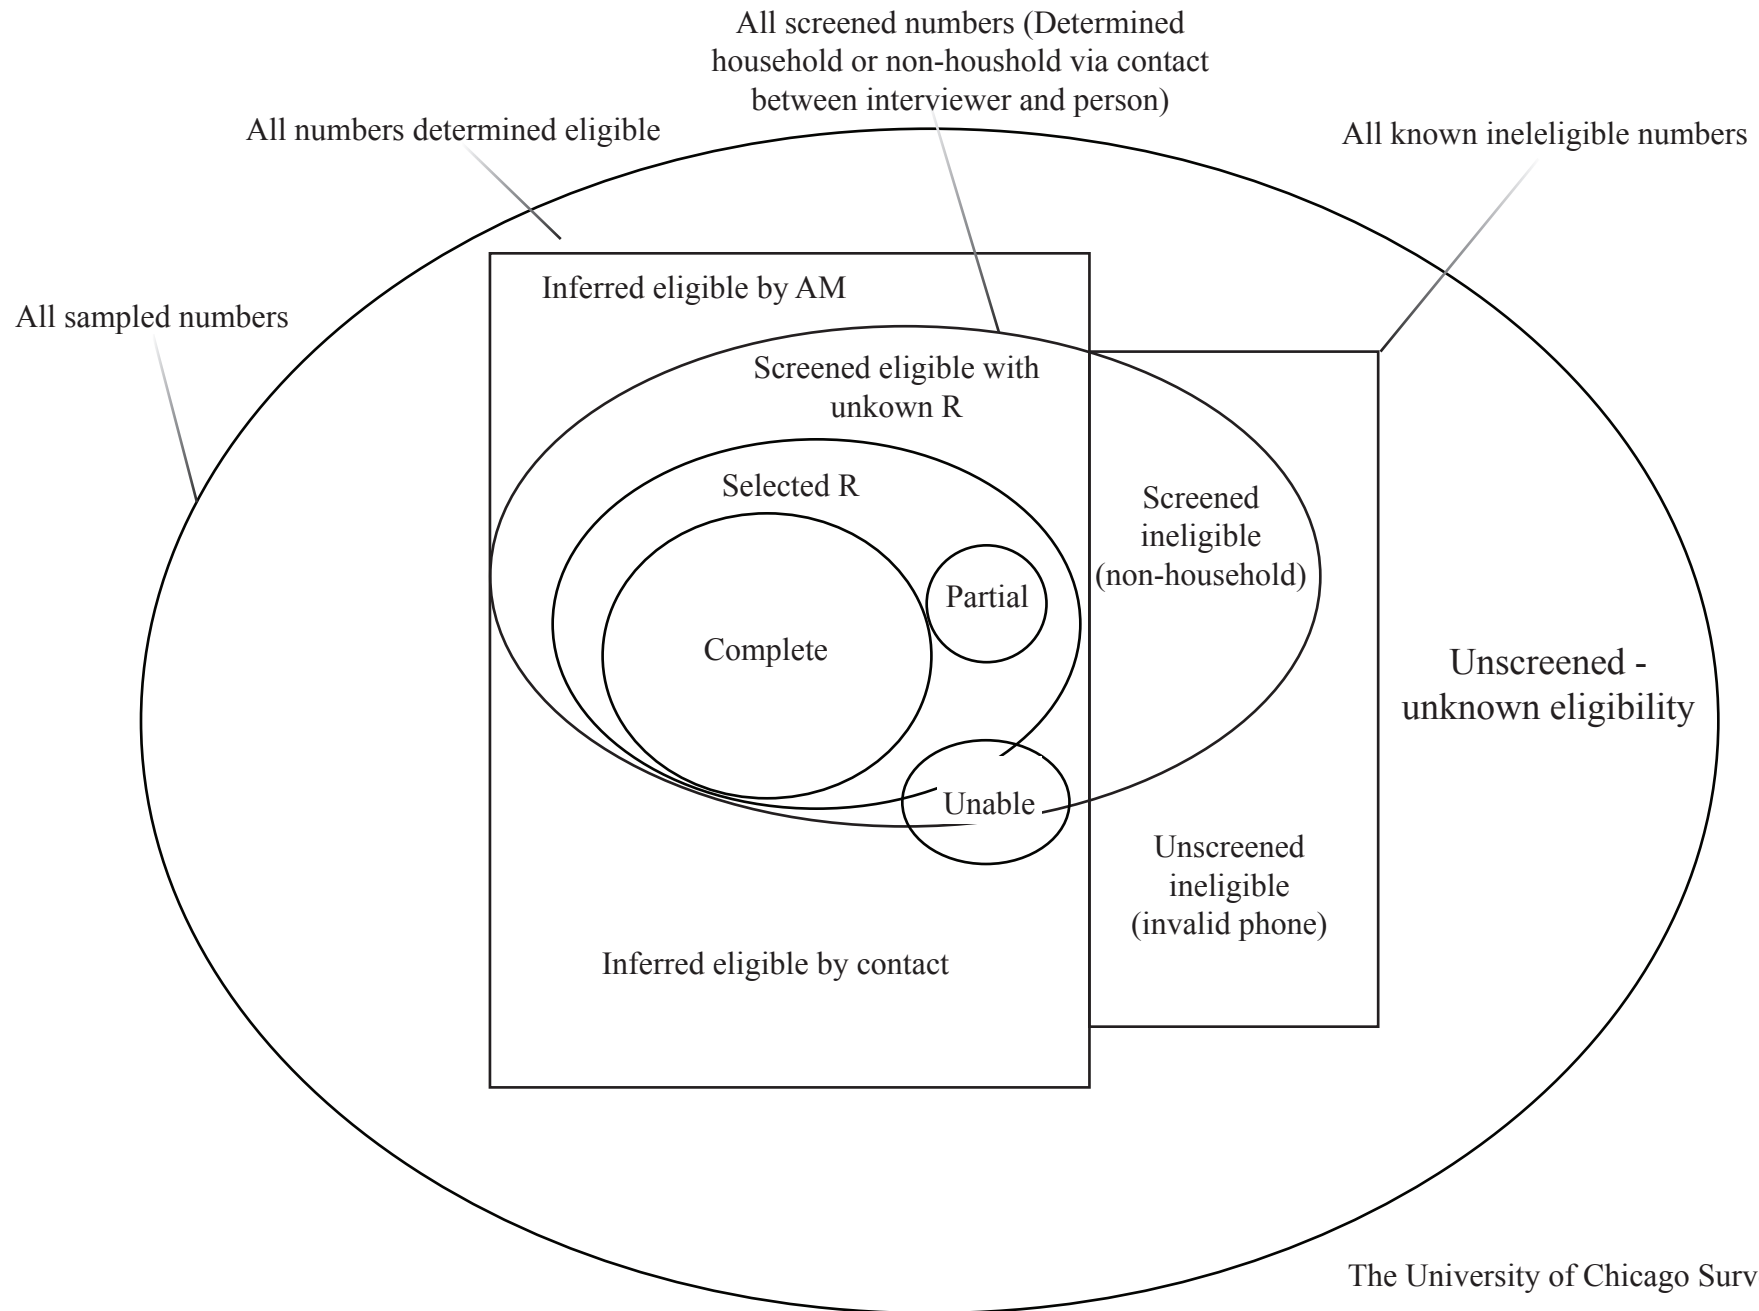 All screened numbers (Determined
household or non-houshold via contact
between interviewer and person)
All numbers determined eligible
All known ineleligible numbers
Inferred eligible by AM
All sampled numbers
Screened eligible with
unkown R
Selected R
Screened
ineligible
(non-household)
Partial
Complete
Unscreened -
unknown eligibility
Unable
Unscreened
ineligible
(invalid phone)
Inferred eligible by contact
The University of Chicago Surv